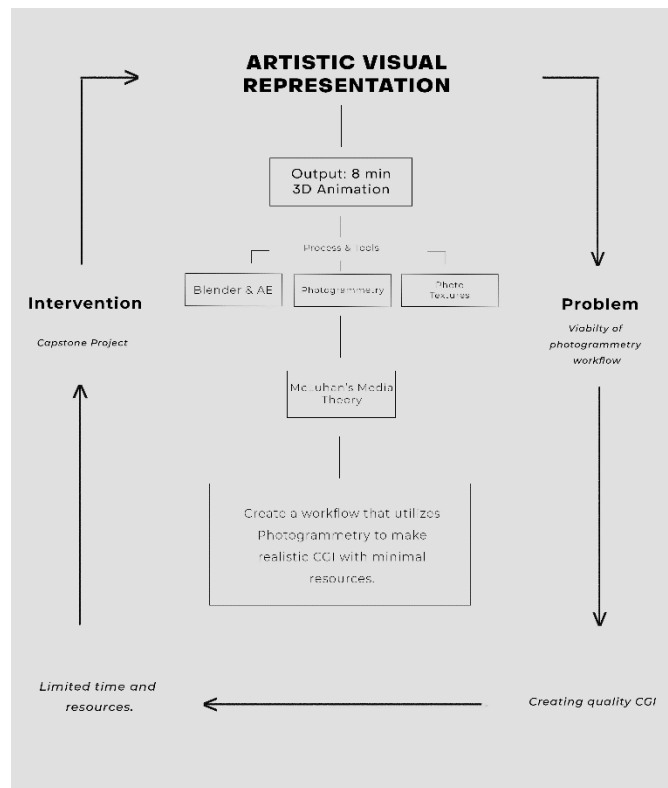 ARTISTIC VISUAL
REPRESENTATION
Output: 8 min
3D Animation
Process & Tools
Blender & AE
Photogrammetry
Photo
Textures
Intervention
Capstone Project
Problem
Viabilty of
photogrammetry
workflow
McLuhan's Media
Theory
Create a workflow that utilizes
Photogrammetry to make
realistic CGI with minimal
resources.
Limited time and
resources.
Creating quality CGI